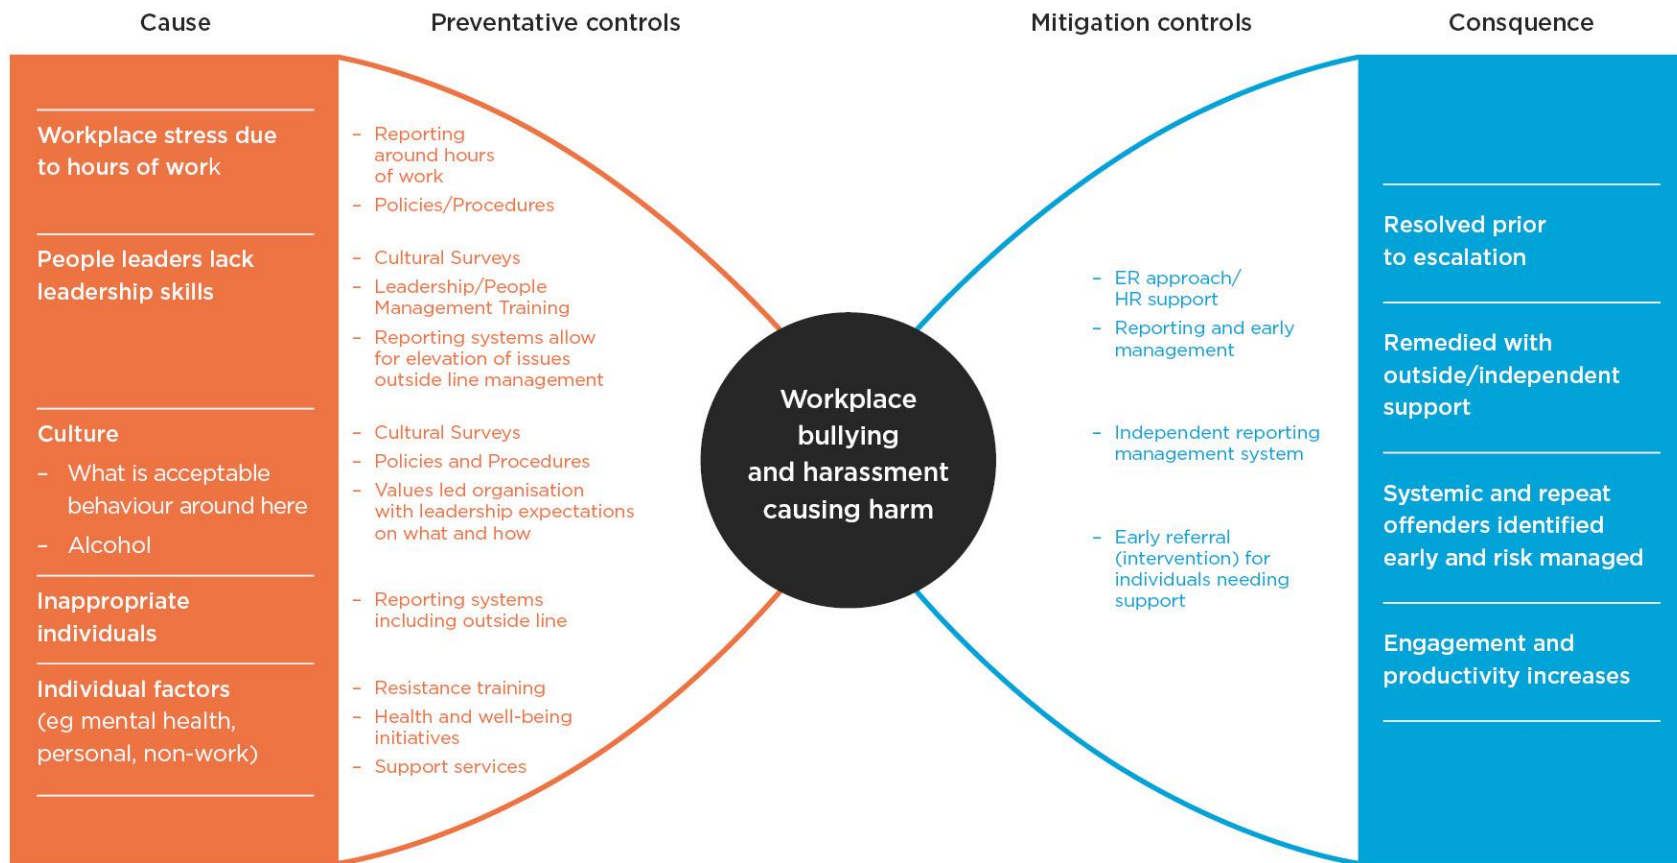 Cause
Preventative controls
Mitigation controls
Consquence
Workplace stress due
to hours of work
– Reporting
around hours
of work
– Policies/Procedures
People leaders lack
leadership skills
– Cultural Surveys
– Leadership/People
Management Training
– Reporting systems allow
for elevation of issues
outside line management
Culture
– What is acceptable
behaviour around here
– Alcohol
– Cultural Surveys
– Policies and Procedures
– Values led organisation
with leadership expectations
on what and how
Inappropriate
individuals
– Reporting systems
including outside line
Individual factors
(eg mental health,
personal, non-work)
– Resistance training
– Health and well-being
initiatives
– Support services
Workplace
bullying
and harassment
causing harm
– ER approach/
HR support
– Reporting and early
management
– Independent reporting
management system
– Early referral
(intervention) for
individuals needing
support
Resolved prior
to escalation
Remedied with
outside/independent
support
Systemic and repeat
offenders identified
early and risk managed
Engagement and
productivity increases